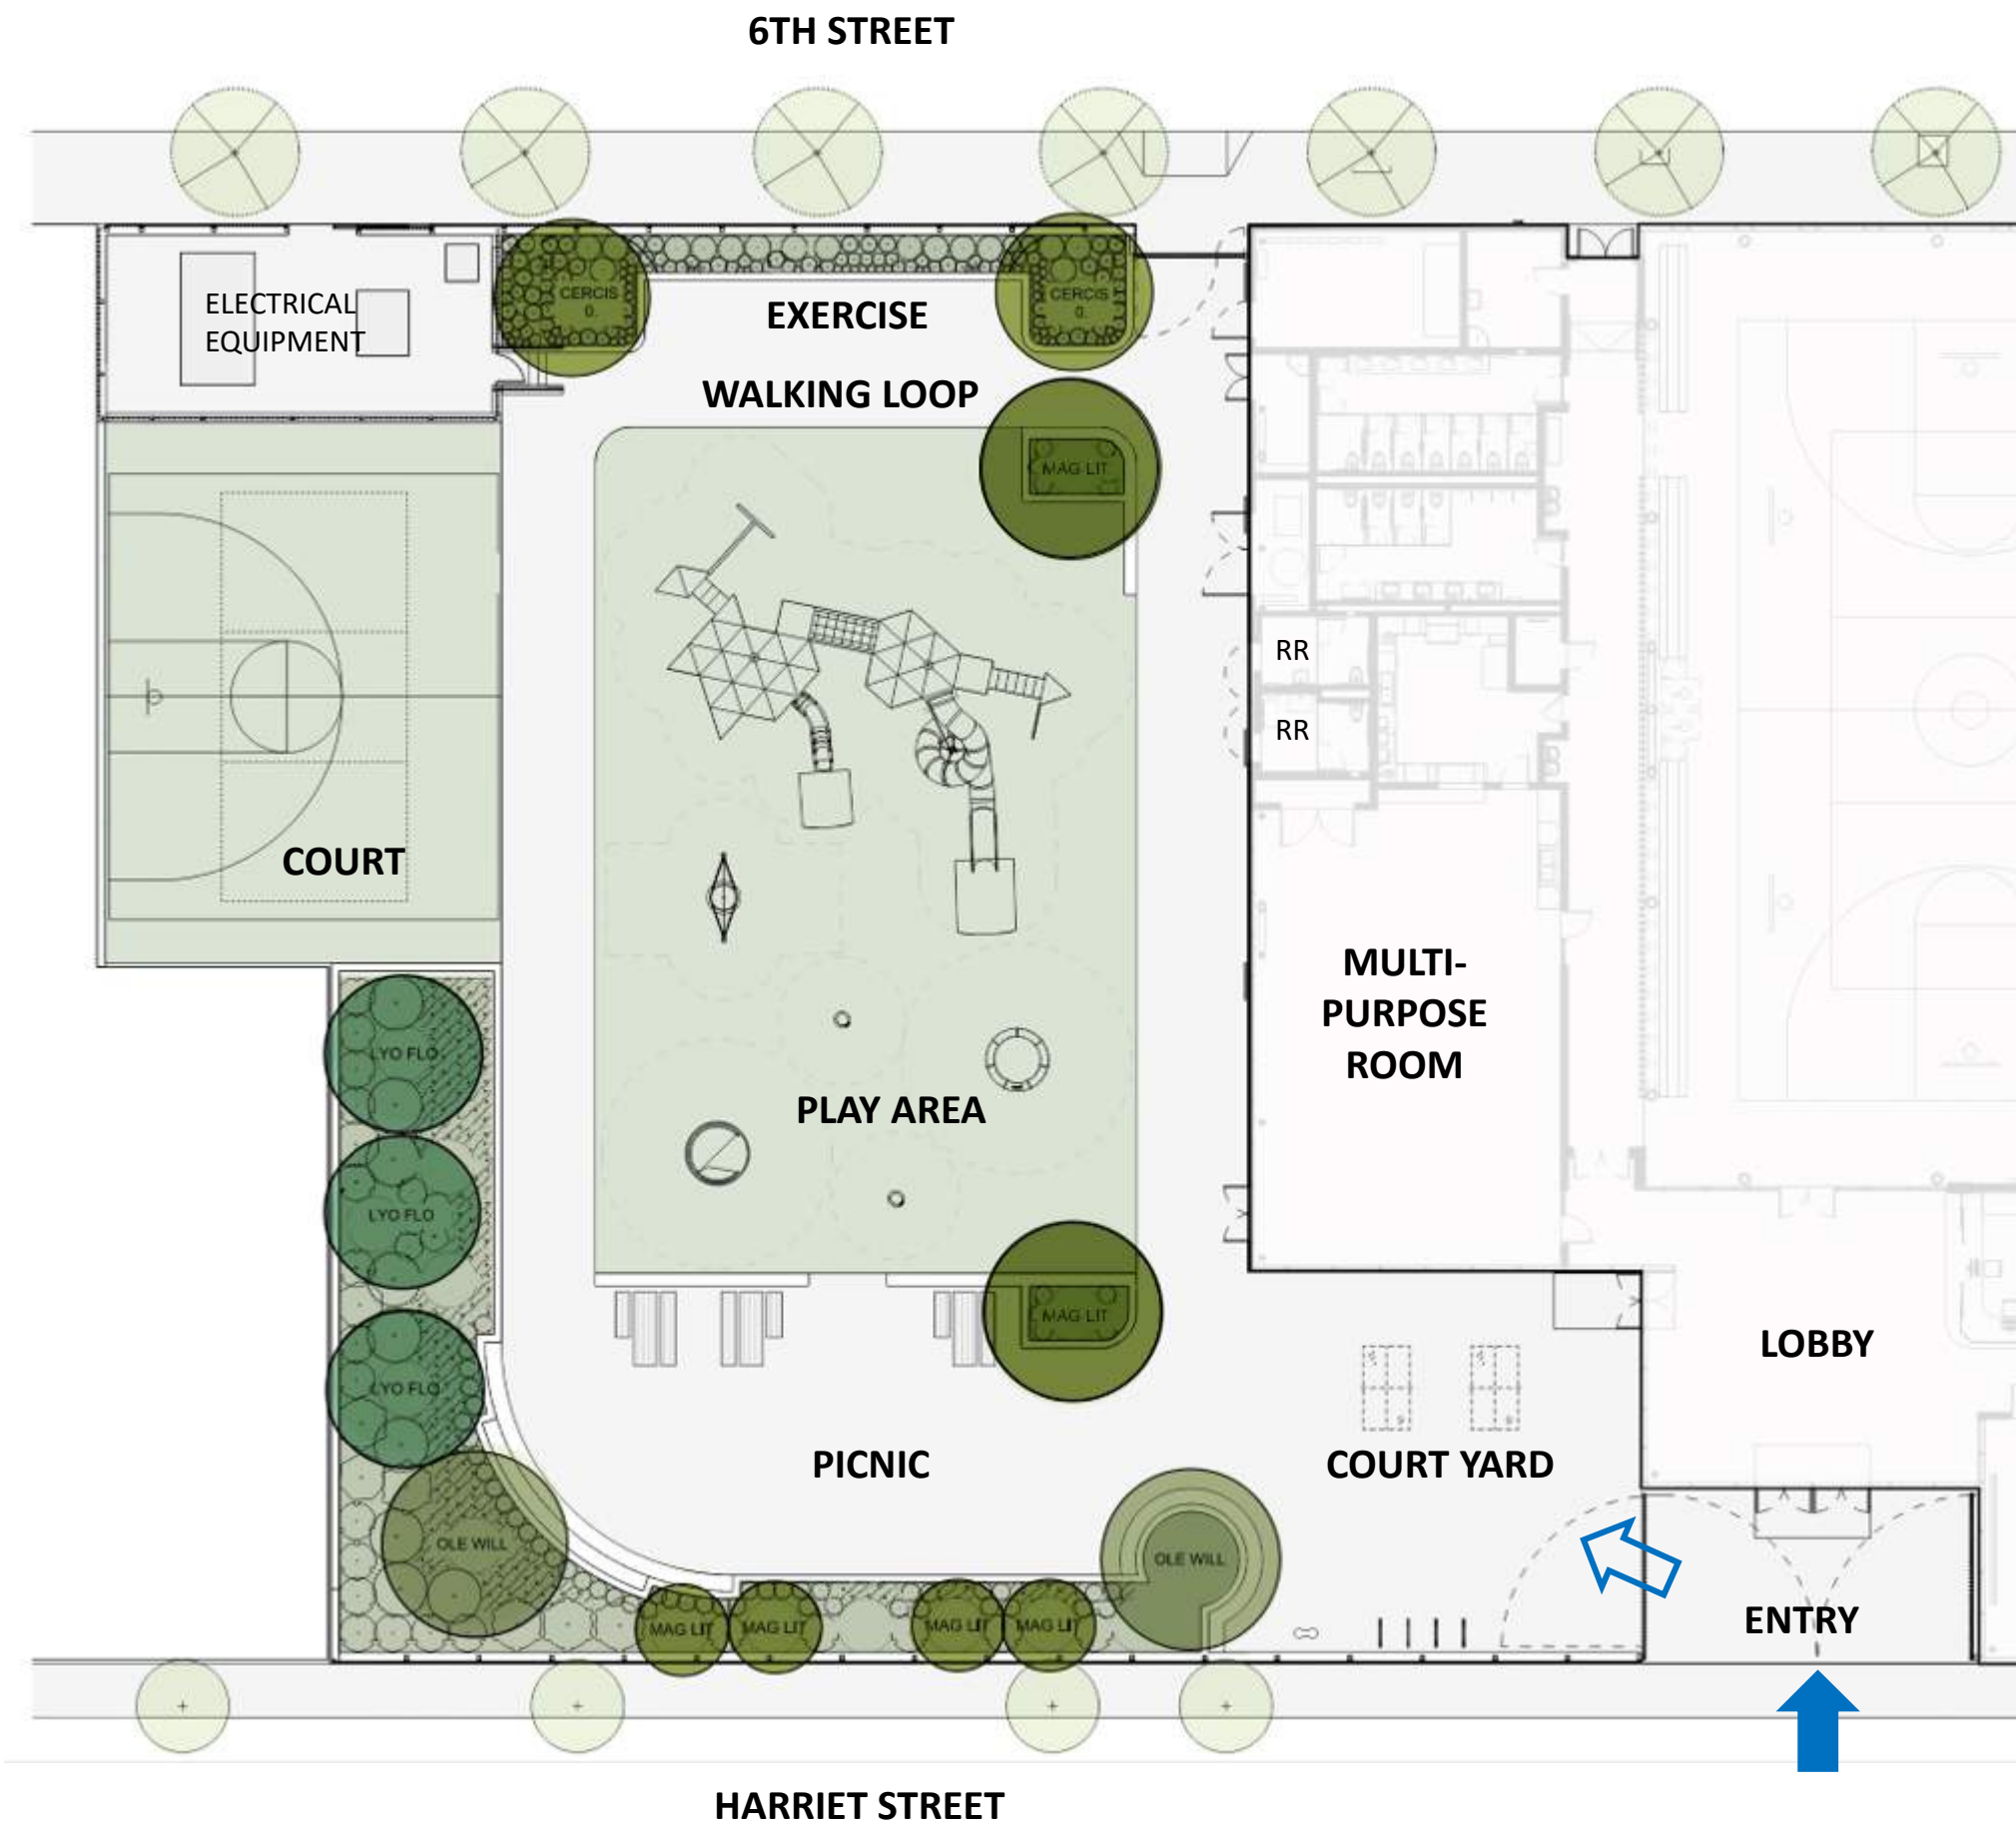 6TH STREET
CERCIS
0.
CERCIS
0.
ELECTRICAL
EQUIPMENT
EXERCISE
WALKING LOOP
MAG LIT
RR
RR
COURT
MULTI-
PURPOSE
ROOM
LYO FLO
PLAY AREA
LYO FLO
MAG LIT
LOBBY
LYO FLO
PICNIC
COURT YARD
OLE WILL
OLE WILL
MAG LIT
MAG LIT
MAG LIT
MAG LIT
ENTRY
HARRIET STREET